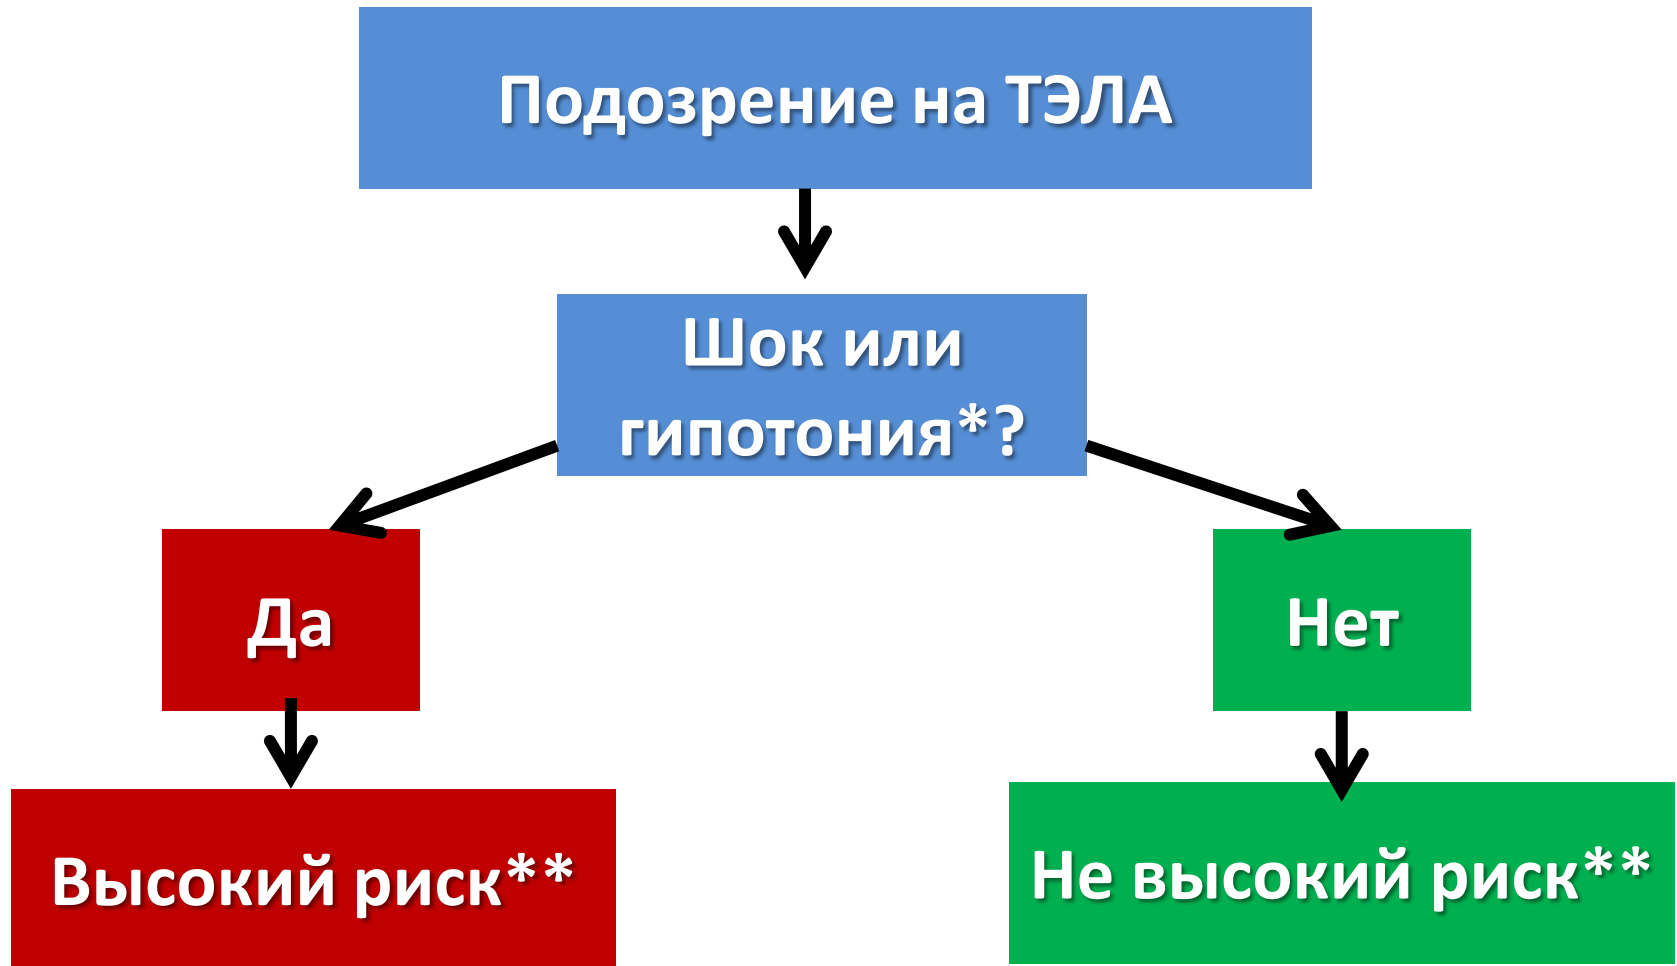 Подозрение на ТЭЛА
Шок или
гипотония*?
Да
Нет
Высокий риск**
Не высокий риск**